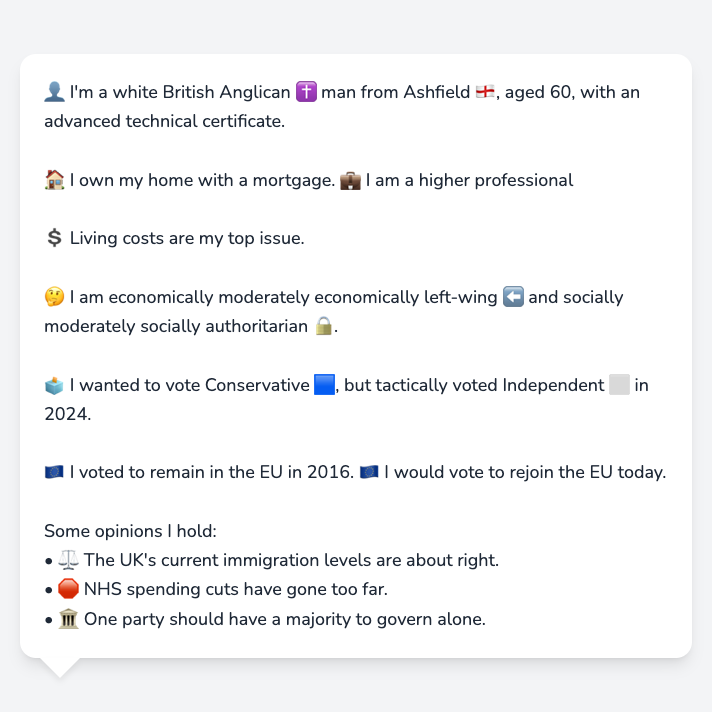 👤 I'm a white British Anglican ✝️ man from Ashfield 🏴󠁧󠁢󠁥󠁮󠁧󠁿, aged 60, with an
advanced technical certificate.
🏠 I own my home with a mortgage. 💼 I am a higher professional
💲 Living costs are my top issue.
🤔 I am economically moderately economically left-wing ⬅️ and socially
moderately socially authoritarian 🔒.
🗳️ I wanted to vote Conservative 🟦, but tactically voted Independent ⬜ in
2024.
🇪🇺 I voted to remain in the EU in 2016. 🇪🇺 I would vote to rejoin the EU today.
Some opinions I hold:
• ⚖️ The UK's current immigration levels are about right.
• 🛑 NHS spending cuts have gone too far.
• 🏛️ One party should have a majority to govern alone.